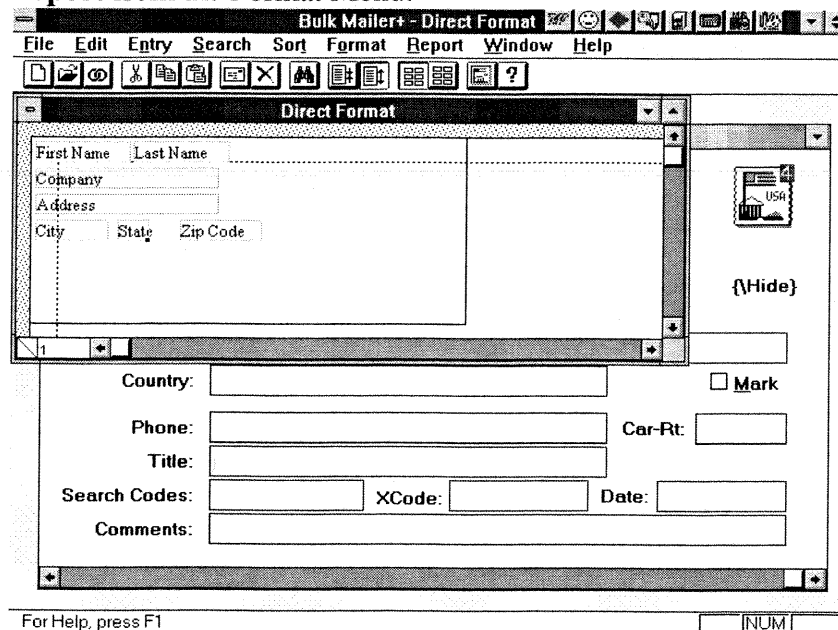 Bulk Mailer+ - Direct Format
File Edit Entry Search Sort Format Report Window Help
Direct Format
First Name Last Name
Company
Address
City State Zip Code
USA
{\Hide}
1
Country:
Mark
Phone:
Car-Rt:
Title:
Search Codes:
XCode:
Date:
Comments:
For Help, press F1
NUM